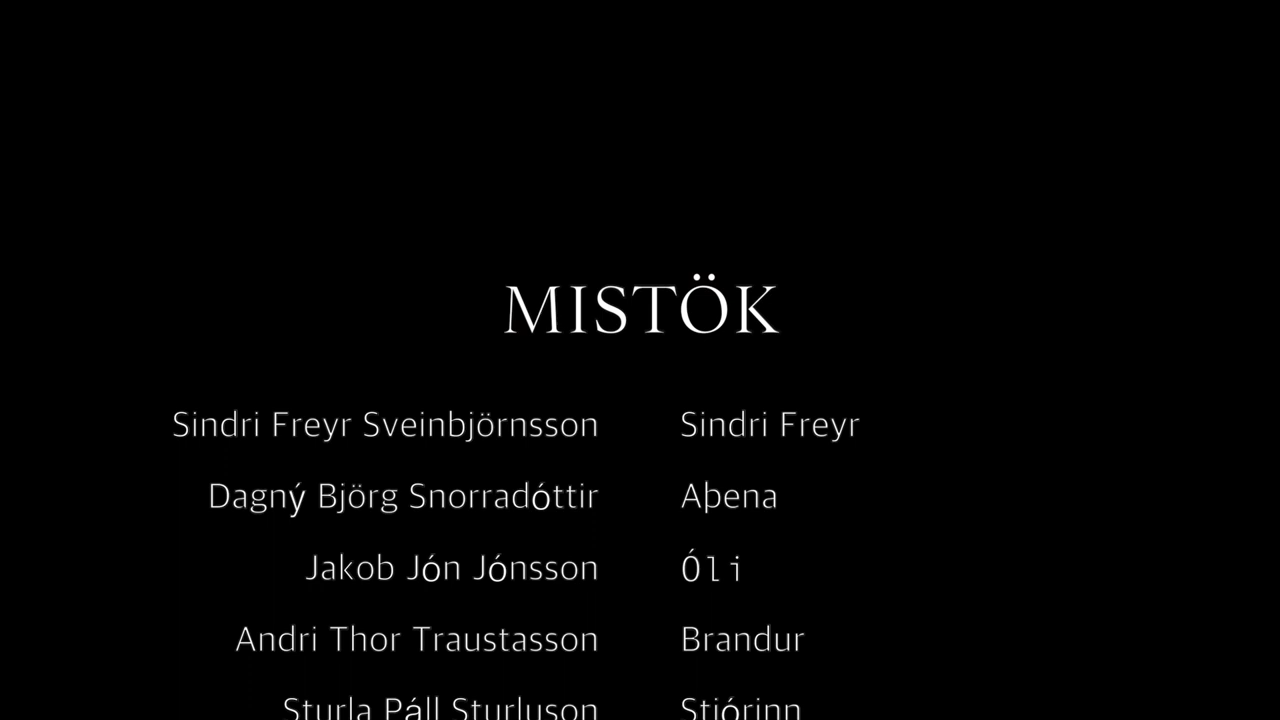 MISTÖK
Sindri Freyr Sveinbjörnsson Sindri Freyr
Dagný Björg Snorradóttir Aþena
Jakob Jón Jónsson Óli
Andri Thor Traustasson Brandur
Sturla Páll Sturluson Stjórinn